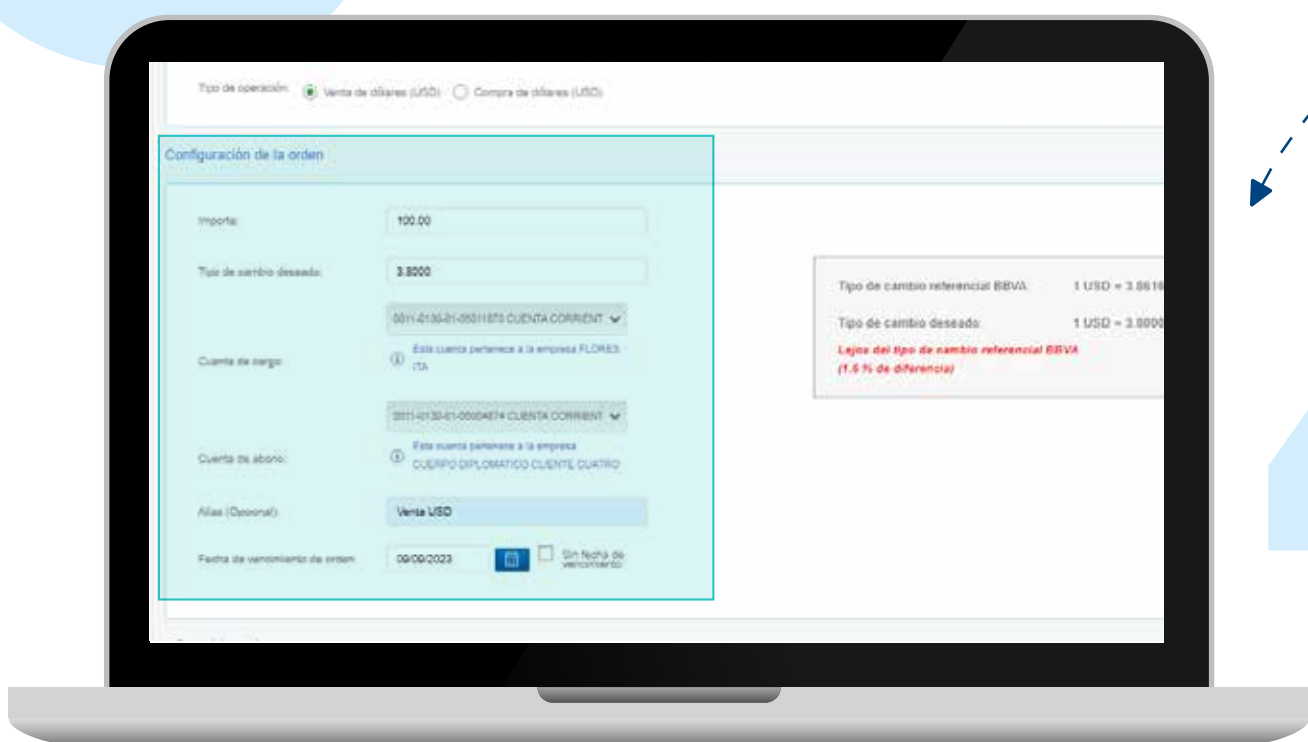 Tipo de operación: Venta de dólares (USD) Compra de dólares (USD)
Configuración de la orden
Importe: 100.00
Tipo de cambio deseado: 3.8000
CUENTA CORRIENT
Cuenta de cargo: Esta cuenta pertenece a la empresa FLORES
ITA
CUENTA CORRIENT
Cuenta de abono: Esta cuenta pertenece a la empresa
CUERPO DIPLOMATICO CLIENTE CUATRO
Alias (Opcional): Venta USD
Fecha de vencimiento de orden: 09/09/2023 Sin fecha de
vencimiento
Tipo de cambio referencial BBVA: 1 USD = 3.8616
Tipo de cambio deseado: 1 USD = 3.8000
Lejos del tipo de cambio referencial BBVA
(1.6 % de diferencia)